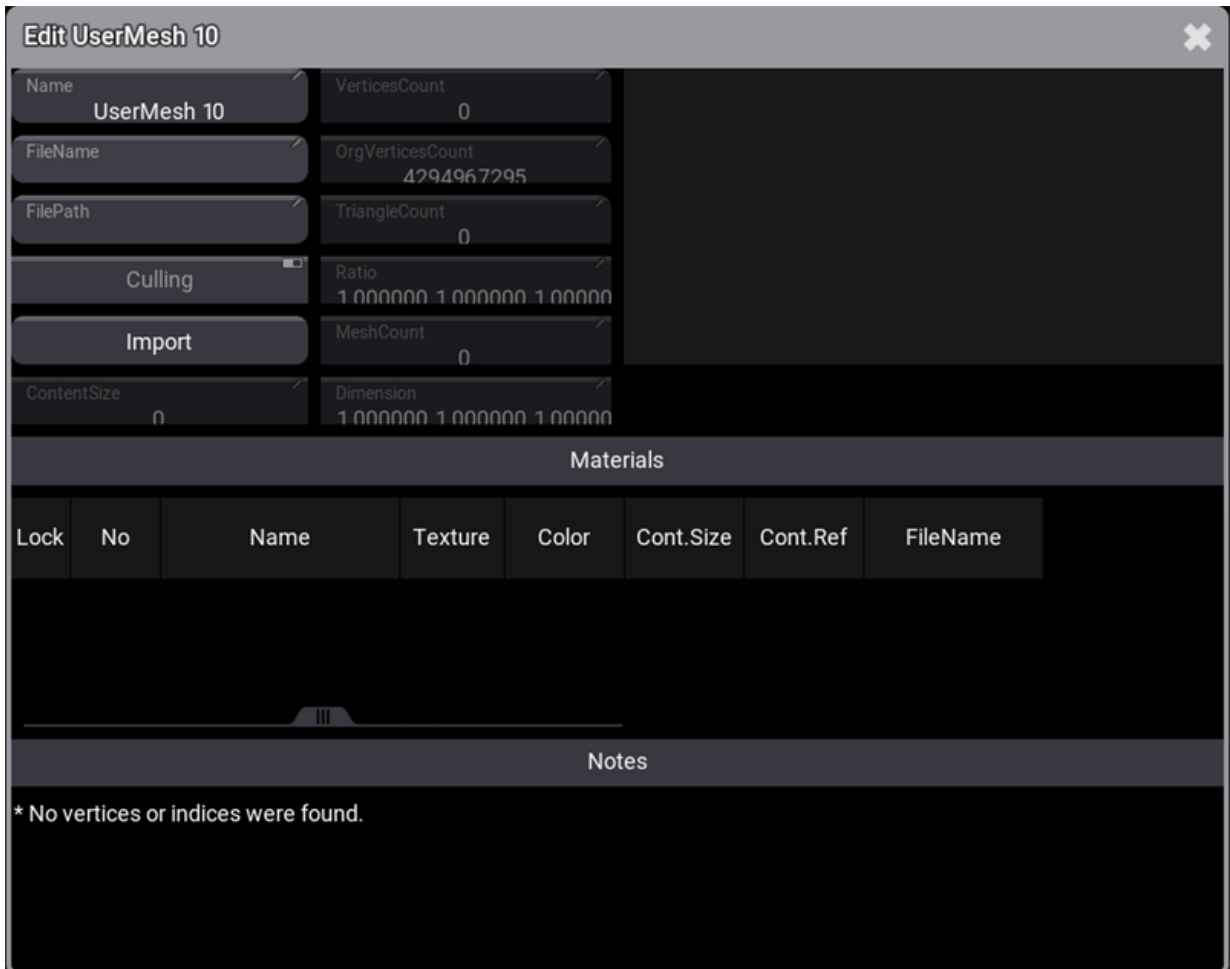 Edit UserMesh 10
Name
UserMesh 10
VerticesCount
0
FileName
OrgVerticesCount
4294967295
FilePath
TriangleCount
0
Culling
Ratio
1.000000 1.000000 1.00000
Import
MeshCount
0
ContentSize
0
Dimension
1.000000 1.000000 1.00000
Materials
Lock No Name Texture Color Cont.Size Cont.Ref FileName
Notes
* No vertices or indices were found.